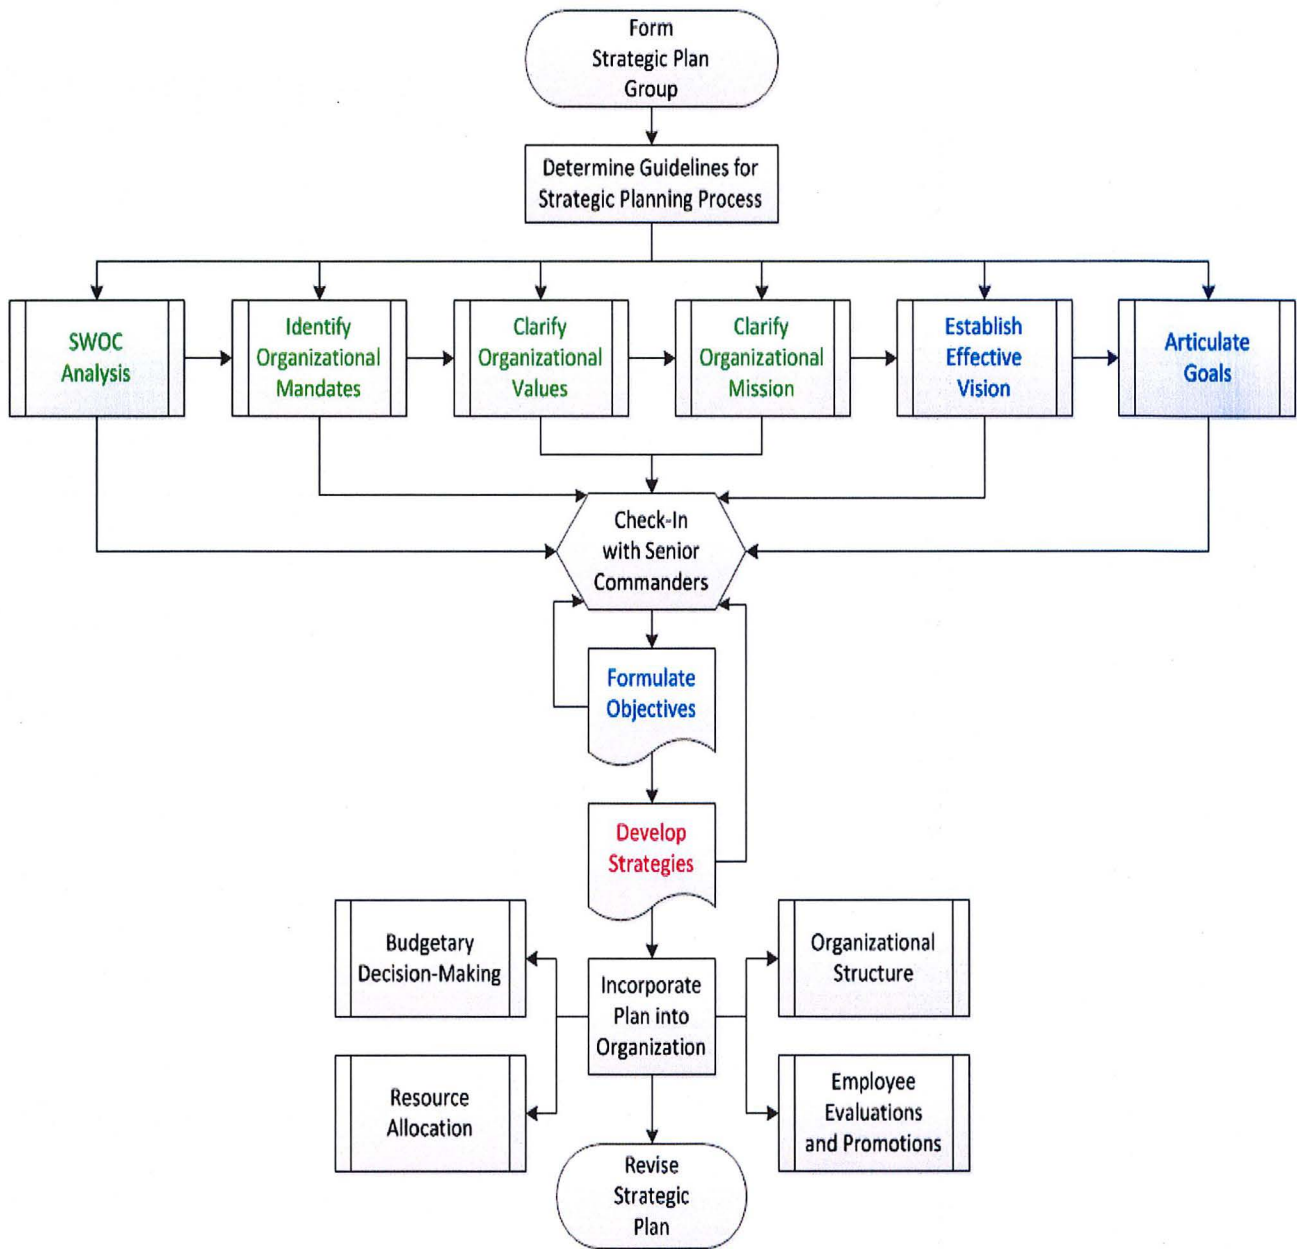 Form
Strategic Plan
Group
Determine Guidelines for
Strategic Planning Process
SWOC
Analysis
Identify
Organizational
Mandates
Clarify
Organizational
Values
Clarify
Organizational
Mission
Establish
Effective
Vision
Articulate
Goals
Check-In
with Senior
Commanders
Formulate
Objectives
Develop
Strategies
Budgetary
Decision-Making
Incorporate
Plan into
Organization
Organizational
Structure
Resource
Allocation
Employee
Evaluations
and Promotions
Revise
Strategic
Plan